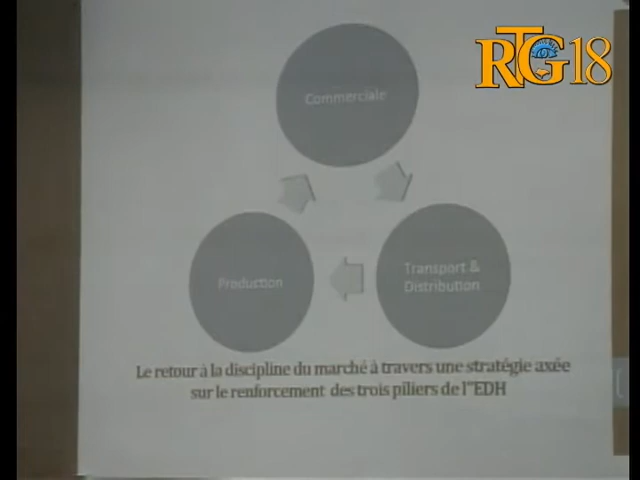 RTG18
Commerciale
Production
Transport &
Distribution
Le retour à la discipline du marché à travers une stratégie axée
sur le renforcement des trois piliers de l"EDH